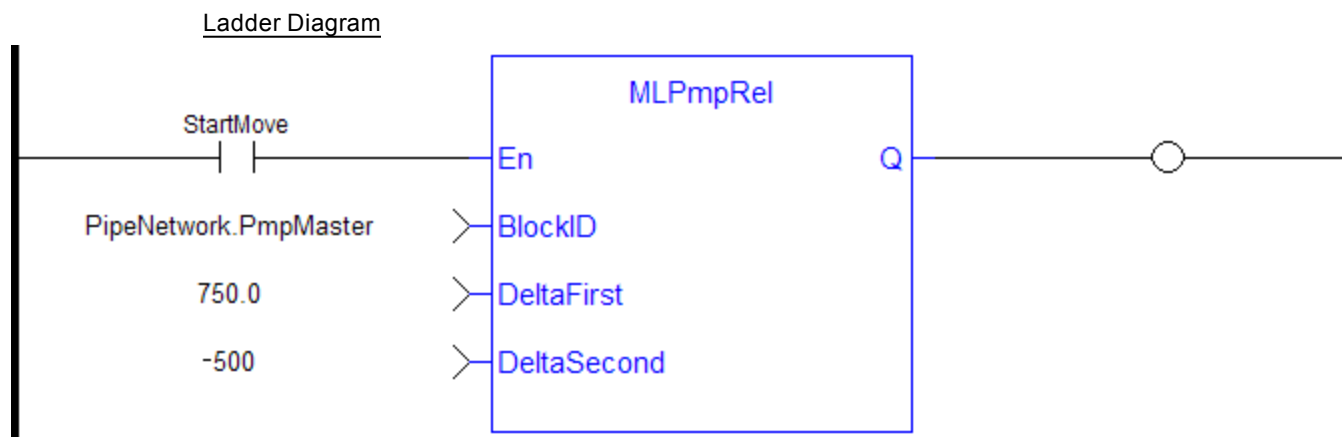 Ladder Diagram
MLPmpRel
StartMove
En Q
PipeNetwork.PmpMaster BlockID
750.0 DeltaFirst
-500 DeltaSecond